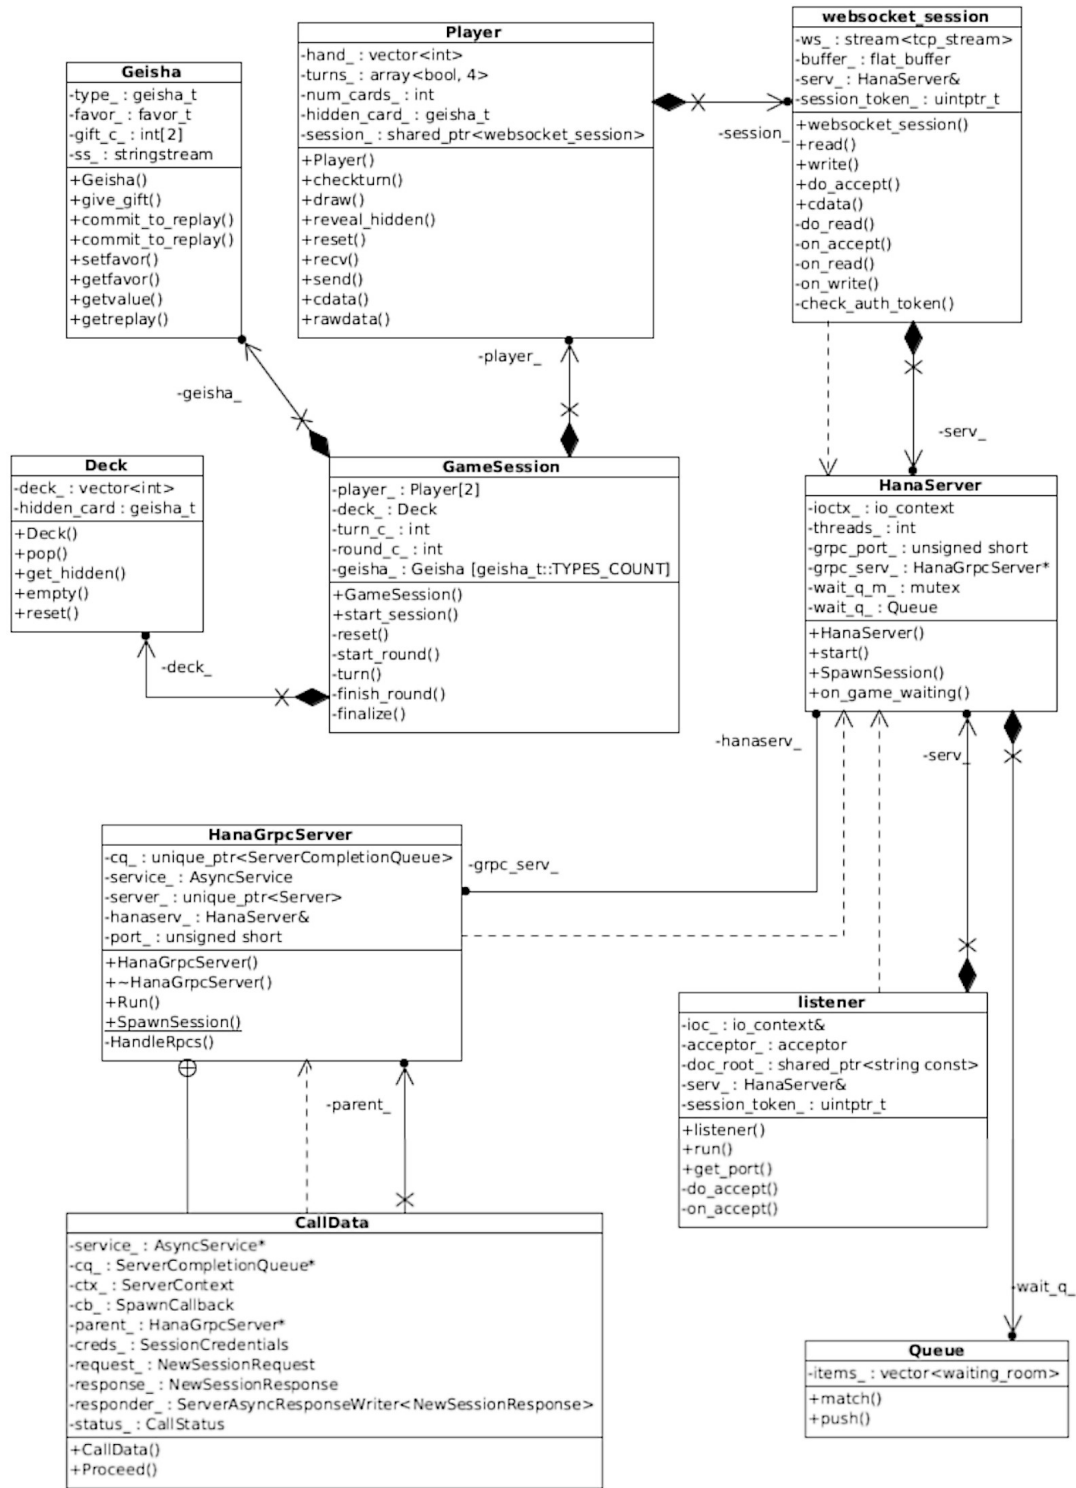 Player
-hand_ : vector<int>
-turns_ : array<bool, 4>
-num_cards_ : int
-hidden_card_ : geisha_t
-session_ : shared_ptr<websocket_session>
+Player()
+checkturn()
+draw()
+reveal_hidden()
+reset()
+recv()
+send()
+cdata()
+rawdata()
websocket_session
-ws_ : stream<tcp_stream>
-buffer_ : flat_buffer
-serv_ : HanaServer&
-session_token_ : uintptr_t
+websocket_session()
+read()
+write()
+do_accept()
+cdata()
-do_read()
-on_accept()
-on_read()
-on_write()
-check_auth_token()
-session_
Geisha
-type_ : geisha_t
-favor_ : favor_t
-gift_c_ : int[2]
-ss_ : stringstream
+Geisha()
+give_gift()
+commit_to_replay()
+commit_to_replay()
+setfavor()
+getfavor()
+getvalue()
+getreplay()
-player_
-geisha_
-serv_
Deck
-deck_ : vector<int>
-hidden_card : geisha_t
+Deck()
+pop()
+get_hidden()
+empty()
+reset()
-deck_
GameSession
-player_ : Player[2]
-deck_ : Deck
-turn_c_ : int
-round_c_ : int
-geisha_ : Geisha [geisha_t::TYPES_COUNT]
+GameSession()
+start_session()
-reset()
-start_round()
-turn()
-finish_round()
-finalize()
HanaServer
-ioctx_ : io_context
-threads_ : int
-grpc_port_ : unsigned short
-grpc_serv_ : HanaGrpcServer*
-wait_q_m_ : mutex
-wait_q_ : Queue
+HanaServer()
+start()
+SpawnSession()
+on_game_waiting()
-hanaserv_
-serv_
HanaGrpcServer
-cq_ : unique_ptr<ServerCompletionQueue>
-service_ : AsyncService
-server_ : unique_ptr<Server>
-hanaserv_ : HanaServer&
-port_ : unsigned short
+HanaGrpcServer()
+~HanaGrpcServer()
+Run()
+SpawnSession()
-HandleRpcs()
-grpc_serv_
-parent_
listener
-ioc_ : io_context&
-acceptor_ : acceptor
-doc_root_ : shared_ptr<string const>
-serv_ : HanaServer&
-session_token_ : uintptr_t
+listener()
+run()
+get_port()
-do_accept()
-on_accept()
CallData
-service_ : AsyncService*
-cq_ : ServerCompletionQueue*
-ctx_ : ServerContext
-cb_ : SpawnCallback
-parent_ : HanaGrpcServer*
-creds_ : SessionCredentials
-request_ : NewSessionRequest
-response_ : NewSessionResponse
-responder_ : ServerAsyncResponseWriter<NewSessionResponse>
-status_ : CallStatus
+CallData()
+Proceed()
-wait_q_
Queue
-items_ : vector<waiting_room>
+match()
+push()